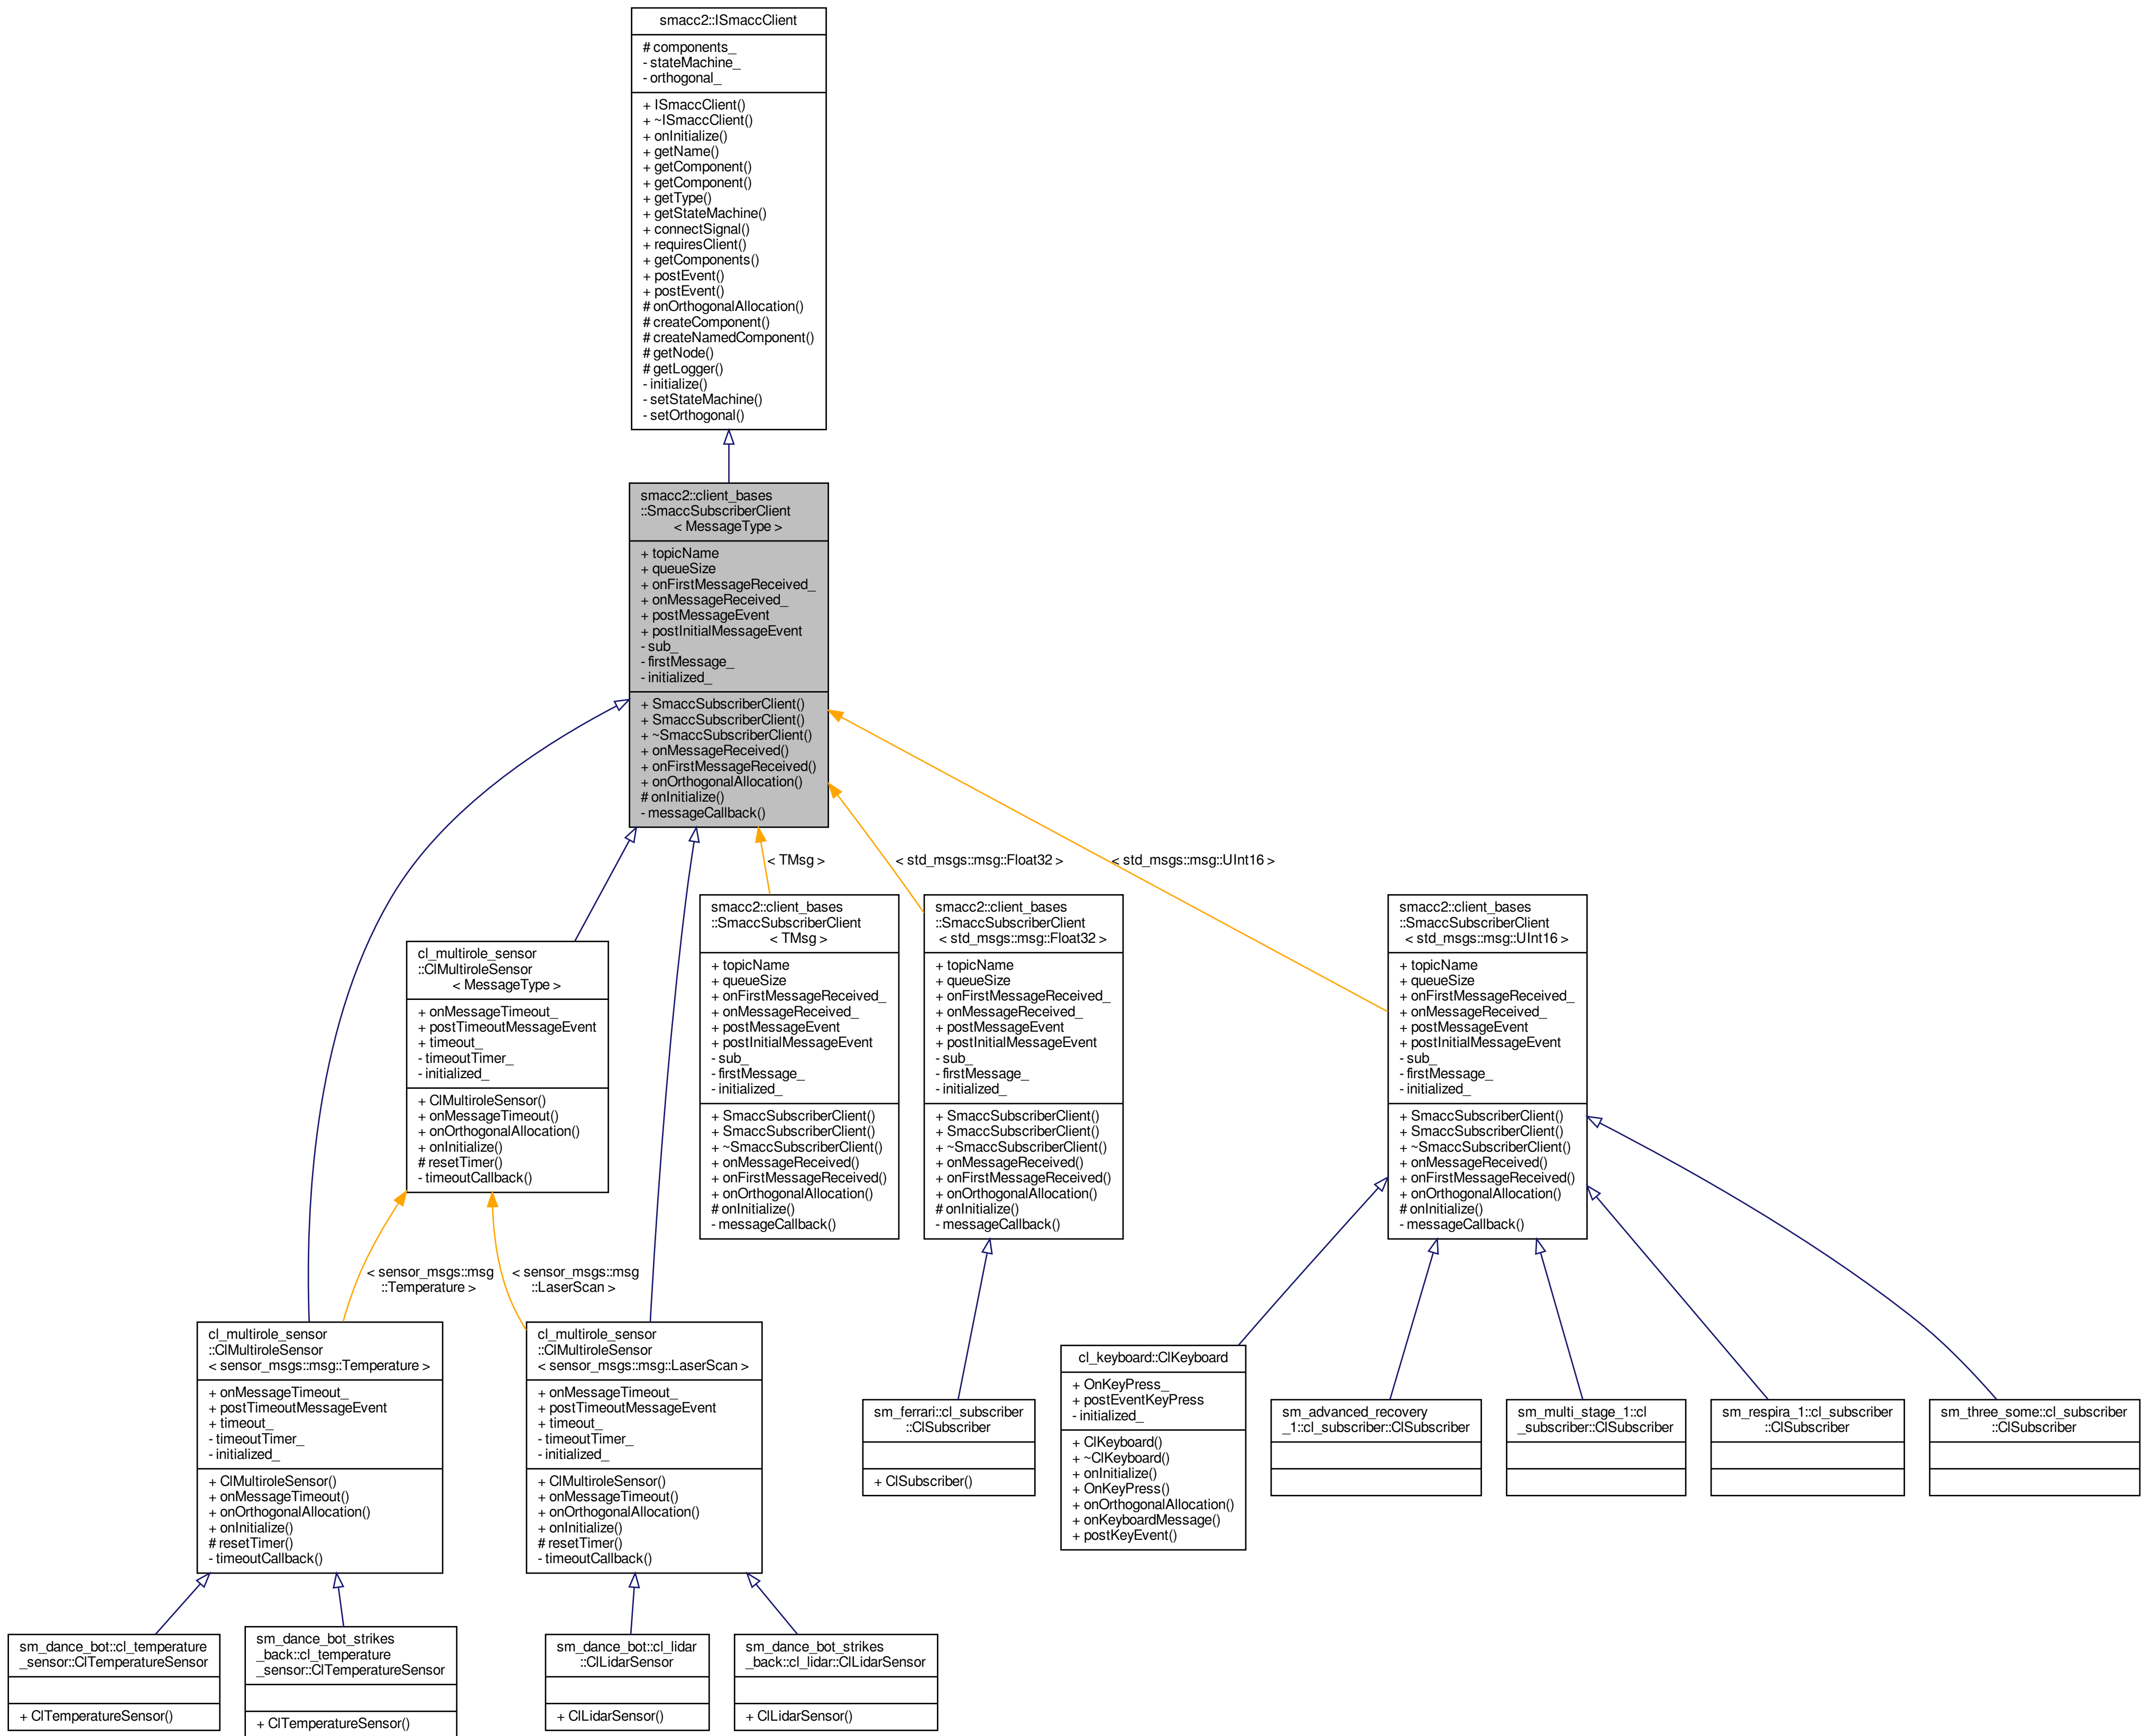 smacc2::ISmaccClient
# components_
- stateMachine_
- orthogonal_
+ ISmaccClient()
+ ~ISmaccClient()
+ onInitialize()
+ getName()
+ getComponent()
+ getComponent()
+ getType()
+ getStateMachine()
+ connectSignal()
+ requiresClient()
+ getComponents()
+ postEvent()
+ postEvent()
# onOrthogonalAllocation()
# createComponent()
# createNamedComponent()
# getNode()
# getLogger()
- initialize()
- setStateMachine()
- setOrthogonal()
smacc2::client_bases
::SmaccSubscriberClient
< MessageType >
+ topicName
+ queueSize
+ onFirstMessageReceived_
+ onMessageReceived_
+ postMessageEvent
+ postInitialMessageEvent
- sub_
- firstMessage_
- initialized_
+ SmaccSubscriberClient()
+ SmaccSubscriberClient()
+ ~SmaccSubscriberClient()
+ onMessageReceived()
+ onFirstMessageReceived()
+ onOrthogonalAllocation()
# onInitialize()
- messageCallback()
< TMsg >
< std_msgs::msg::Float32 >
< std_msgs::msg::UInt16 >
cl_multirole_sensor
::ClMultiroleSensor
< MessageType >
+ onMessageTimeout_
+ postTimeoutMessageEvent
+ timeout_
- timeoutTimer_
- initialized_
+ ClMultiroleSensor()
+ onMessageTimeout()
+ onOrthogonalAllocation()
+ onInitialize()
# resetTimer()
- timeoutCallback()
smacc2::client_bases
::SmaccSubscriberClient
< TMsg >
+ topicName
+ queueSize
+ onFirstMessageReceived_
+ onMessageReceived_
+ postMessageEvent
+ postInitialMessageEvent
- sub_
- firstMessage_
- initialized_
+ SmaccSubscriberClient()
+ SmaccSubscriberClient()
+ ~SmaccSubscriberClient()
+ onMessageReceived()
+ onFirstMessageReceived()
+ onOrthogonalAllocation()
# onInitialize()
- messageCallback()
smacc2::client_bases
::SmaccSubscriberClient
< std_msgs::msg::Float32 >
+ topicName
+ queueSize
+ onFirstMessageReceived_
+ onMessageReceived_
+ postMessageEvent
+ postInitialMessageEvent
- sub_
- firstMessage_
- initialized_
+ SmaccSubscriberClient()
+ SmaccSubscriberClient()
+ ~SmaccSubscriberClient()
+ onMessageReceived()
+ onFirstMessageReceived()
+ onOrthogonalAllocation()
# onInitialize()
- messageCallback()
smacc2::client_bases
::SmaccSubscriberClient
< std_msgs::msg::UInt16 >
+ topicName
+ queueSize
+ onFirstMessageReceived_
+ onMessageReceived_
+ postMessageEvent
+ postInitialMessageEvent
- sub_
- firstMessage_
- initialized_
+ SmaccSubscriberClient()
+ SmaccSubscriberClient()
+ ~SmaccSubscriberClient()
+ onMessageReceived()
+ onFirstMessageReceived()
+ onOrthogonalAllocation()
# onInitialize()
- messageCallback()
< sensor_msgs::msg
::Temperature >
< sensor_msgs::msg
::LaserScan >
cl_multirole_sensor
::ClMultiroleSensor
< sensor_msgs::msg::Temperature >
+ onMessageTimeout_
+ postTimeoutMessageEvent
+ timeout_
- timeoutTimer_
- initialized_
+ ClMultiroleSensor()
+ onMessageTimeout()
+ onOrthogonalAllocation()
+ onInitialize()
# resetTimer()
- timeoutCallback()
cl_multirole_sensor
::ClMultiroleSensor
< sensor_msgs::msg::LaserScan >
+ onMessageTimeout_
+ postTimeoutMessageEvent
+ timeout_
- timeoutTimer_
- initialized_
+ ClMultiroleSensor()
+ onMessageTimeout()
+ onOrthogonalAllocation()
+ onInitialize()
# resetTimer()
- timeoutCallback()
sm_ferrari::cl_subscriber
::ClSubscriber
+ ClSubscriber()
cl_keyboard::ClKeyboard
+ OnKeyPress_
+ postEventKeyPress
- initialized_
+ ClKeyboard()
+ ~ClKeyboard()
+ onInitialize()
+ OnKeyPress()
+ onOrthogonalAllocation()
+ onKeyboardMessage()
+ postKeyEvent()
sm_advanced_recovery
_1::cl_subscriber::ClSubscriber
sm_multi_stage_1::cl
_subscriber::ClSubscriber
sm_respira_1::cl_subscriber
::ClSubscriber
sm_three_some::cl_subscriber
::ClSubscriber
sm_dance_bot::cl_temperature
_sensor::ClTemperatureSensor
+ ClTemperatureSensor()
sm_dance_bot_strikes
_back::cl_temperature
_sensor::ClTemperatureSensor
+ ClTemperatureSensor()
sm_dance_bot::cl_lidar
::ClLidarSensor
+ ClLidarSensor()
sm_dance_bot_strikes
_back::cl_lidar::ClLidarSensor
+ ClLidarSensor()